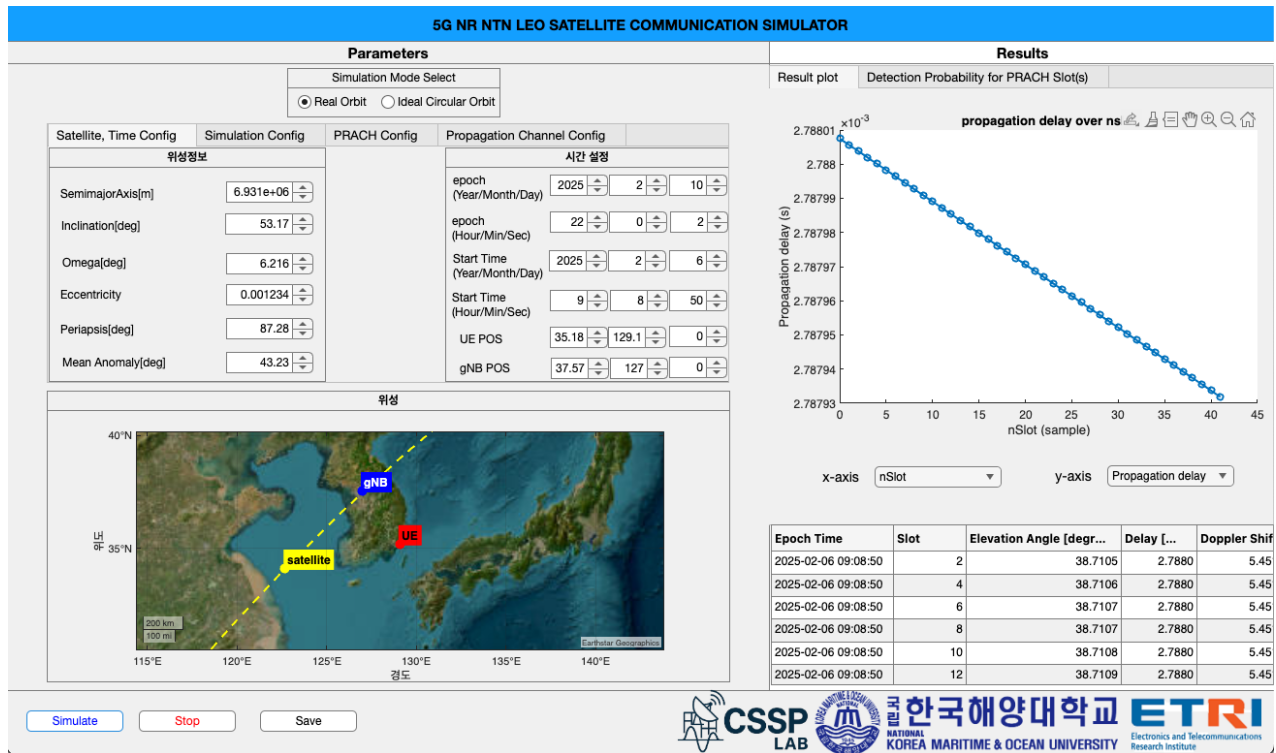 5G NR NTN LEO SATELLITE COMMUNICATION SIMULATOR
Parameters
Simulation Mode Select
Real Orbit Ideal Circular Orbit
Satellite, Time Config Simulation Config PRACH Config Propagation Channel Config
위성정보
SemimajorAxis[m] 6.931e+06
Inclination[deg] 53.17
Omega[deg] 6.216
Eccentricity 0.001234
Periapsis[deg] 87.28
Mean Anomaly[deg] 43.23
시간 설정
epoch
(Year/Month/Day) 2025 2 10
epoch
(Hour/Min/Sec) 22 0 2
Start Time
(Year/Month/Day) 2025 2 6
Start Time
(Hour/Min/Sec) 9 8 50
UE POS 35.18 129.1 0
gNB POS 37.57 127 0
위성
40°N
35°N
위도
gNB
UE
satellite
200 km
100 mi
Earthstar Geographics
115°E 120°E 125°E 130°E 135°E 140°E
경도
Simulate Stop Save
Results
Result plot Detection Probability for PRACH Slot(s)
propagation delay over ns
×10-3
2.78801
2.788
2.78799
2.78798
2.78797
2.78796
2.78795
2.78794
2.78793
Propagation delay (s)
0 5 10 15 20 25 30 35 40 45
nSlot (sample)
x-axis nSlot y-axis Propagation delay
Epoch Time Slot Elevation Angle [degr... Delay [... Doppler Shif
2025-02-06 09:08:50 2 38.7105 2.7880 5.45
2025-02-06 09:08:50 4 38.7106 2.7880 5.45
2025-02-06 09:08:50 6 38.7107 2.7880 5.45
2025-02-06 09:08:50 8 38.7107 2.7880 5.45
2025-02-06 09:08:50 10 38.7108 2.7880 5.45
2025-02-06 09:08:50 12 38.7109 2.7880 5.45
CSSP
LAB
국립한국해양대학교
NATIONAL
KOREA MARITIME & OCEAN UNIVERSITY
ETRI
Electronics and Telecommunications
Research Institute